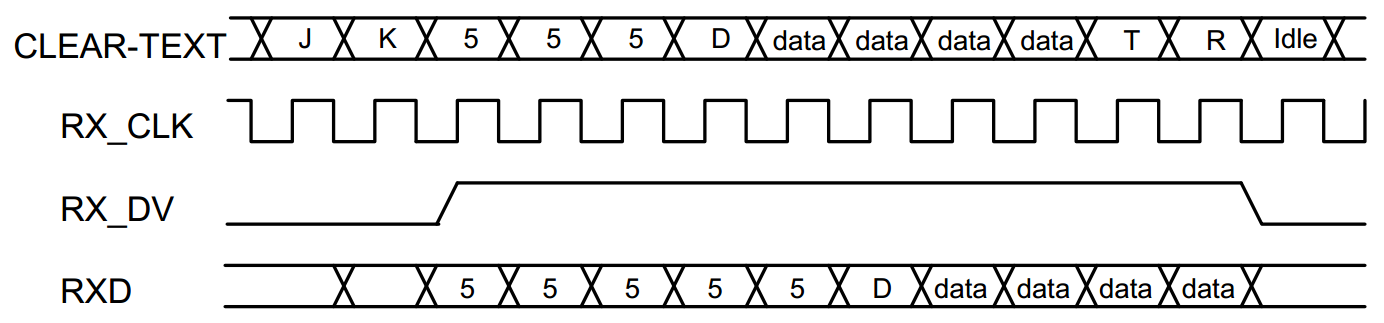 CLEAR-TEXT J K 5 5 5 D data data data data T R Idle
RX_CLK
RX_DV
RXD 5 5 5 5 5 D data data data data